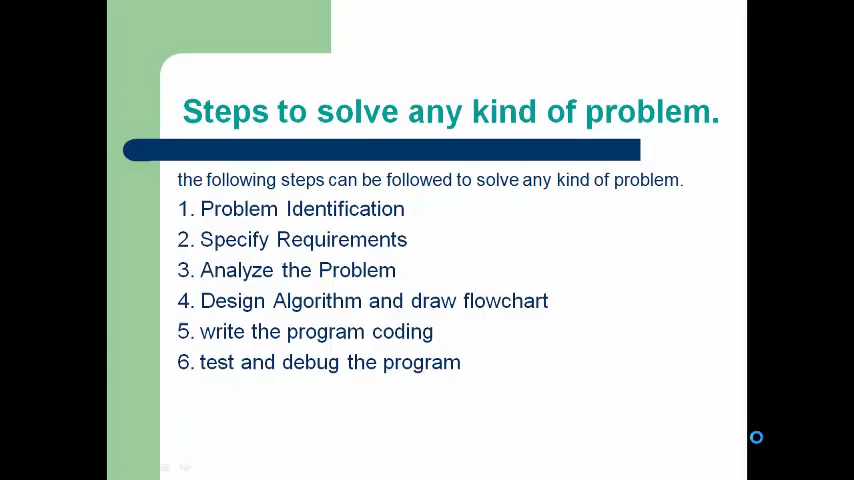 Steps to solve any kind of problem.
the following steps can be followed to solve any kind of problem.
1. Problem Identification
2. Specify Requirements
3. Analyze the Problem
4. Design Algorithm and draw flowchart
5. write the program coding
6. test and debug the program